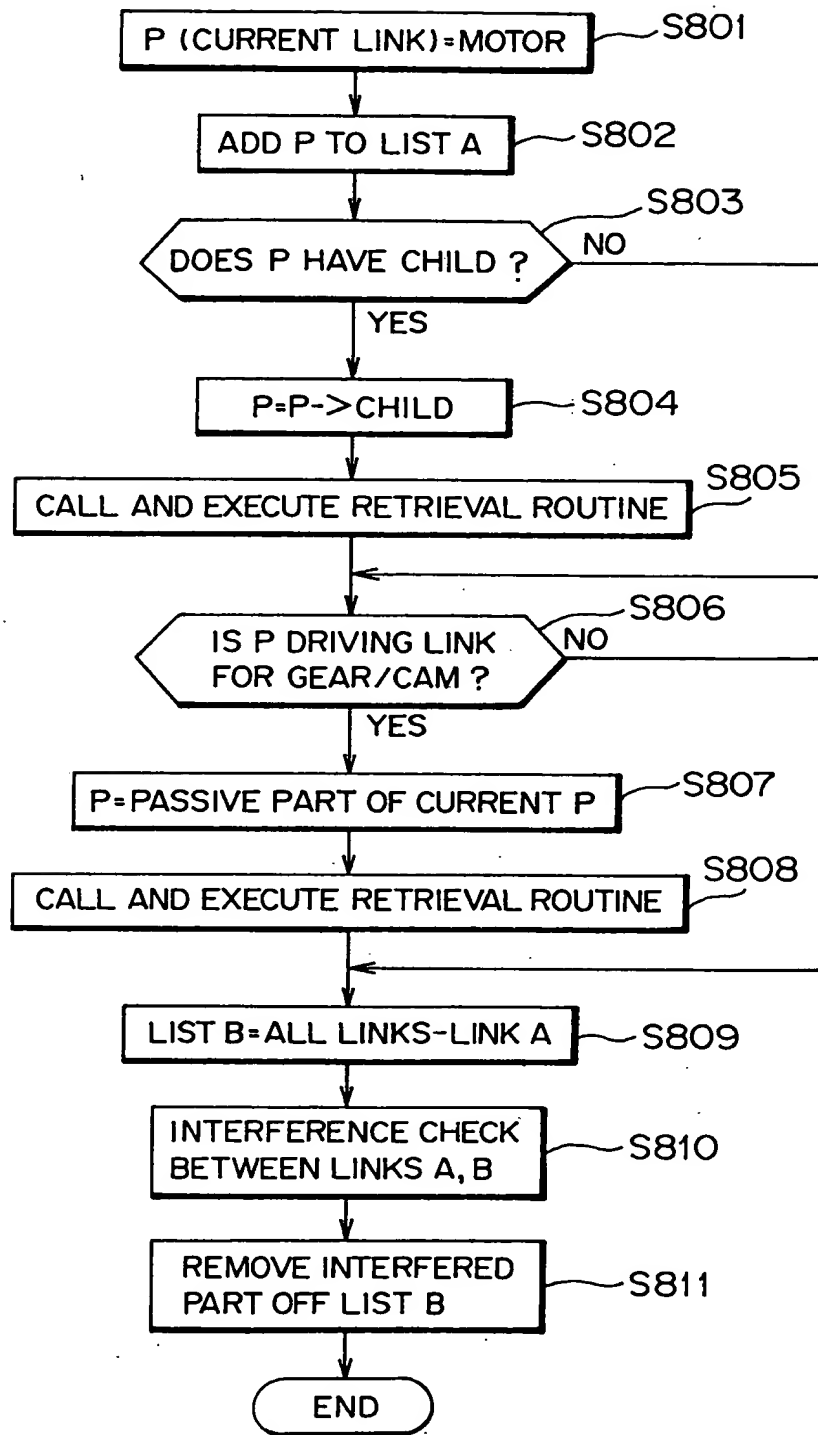 P (CURRENT LINK)=MOTOR
S801
ADD P TO LIST A
S802
S803
DOES P HAVE CHILD ?
NO
YES
P=P->CHILD
S804
S805
CALL AND EXECUTE RETRIEVAL ROUTINE
S806
IS P DRIVING LINK
FOR GEAR/CAM ?
NO
YES
P=PASSIVE PART OF CURRENT P
S807
S808
CALL AND EXECUTE RETRIEVAL ROUTINE
LIST B=ALL LINKS-LINK A
S809
INTERFERENCE CHECK
BETWEEN LINKS A, B
S810
REMOVE INTERFERED
PART OFF LIST B
S811
END